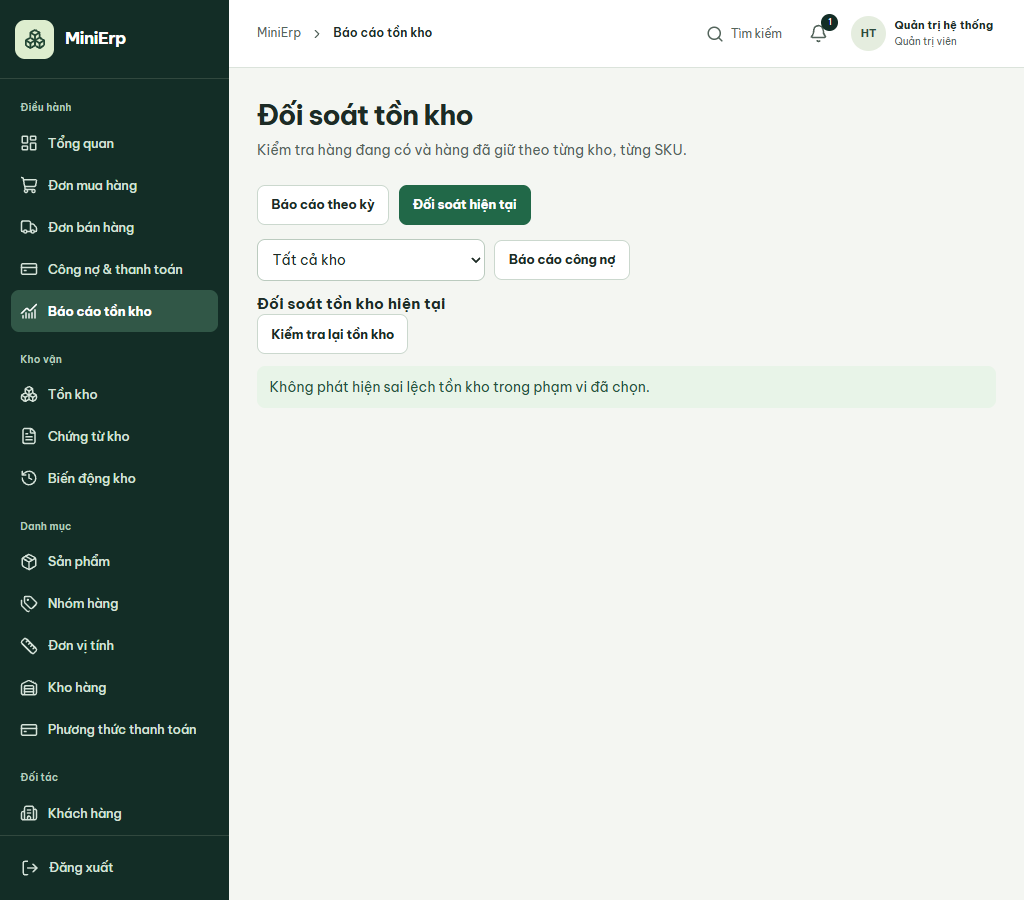 MiniErp
Điều hành
Tổng quan
Đơn mua hàng
Đơn bán hàng
Công nợ & thanh toán
Báo cáo tồn kho
Kho vận
Tồn kho
Chứng từ kho
Biến động kho
Danh mục
Sản phẩm
Nhóm hàng
Đơn vị tính
Kho hàng
Phương thức thanh toán
Đối tác
Khách hàng
Đăng xuất
MiniErp > Báo cáo tồn kho
Tìm kiếm
1
HT
Quản trị hệ thống
Quản trị viên
Đối soát tồn kho
Kiểm tra hàng đang có và hàng đã giữ theo từng kho, từng SKU.
Báo cáo theo kỳ
Đối soát hiện tại
Tất cả kho
Báo cáo công nợ
Đối soát tồn kho hiện tại
Kiểm tra lại tồn kho
Không phát hiện sai lệch tồn kho trong phạm vi đã chọn.